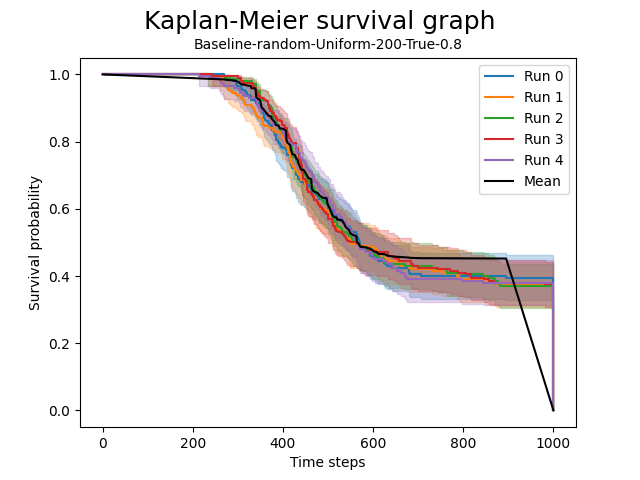 Kaplan-Meier survival graph
Baseline-random-Uniform-200-True-0.8
Survival probability
1.0
0.8
0.6
0.4
0.2
0.0
Run 0
Run 1
Run 2
Run 3
Run 4
Mean
0
200
400
600
800
1000
Time steps